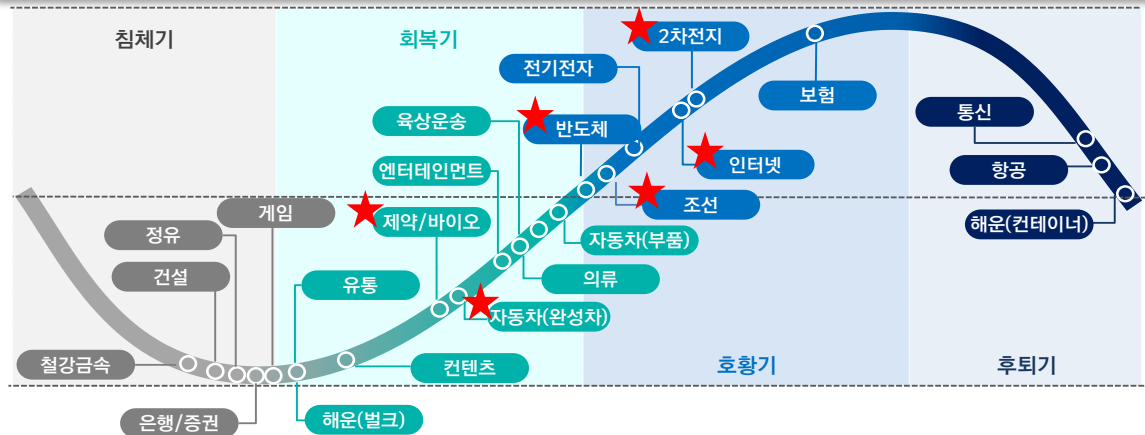 침체기
회복기
2차전지
전기전자
보험
육상운송
반도체
통신
엔터테인먼트
인터넷
항공
게임
제약/바이오
조선
해운(컨테이너)
정유
자동차(부품)
건설
유통
의류
자동차(완성차)
철강금속
컨텐츠
호황기
후퇴기
은행/증권
해운(벌크)